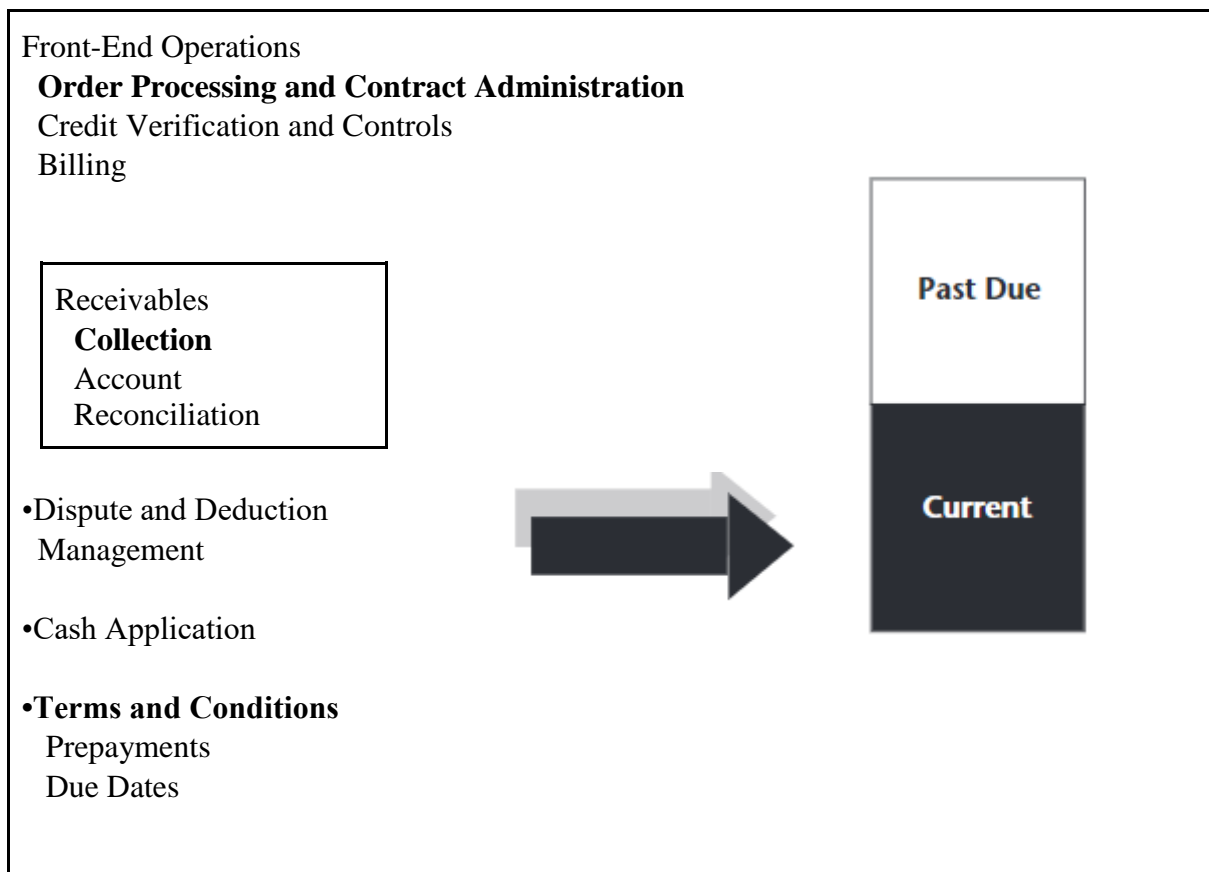 Front-End Operations
Order Processing and Contract Administration
Credit Verification and Controls
Billing
Receivables
Collection
Account
Reconciliation
•Dispute and Deduction
Management
•Cash Application
•Terms and Conditions
Prepayments
Due Dates
Past Due
Current